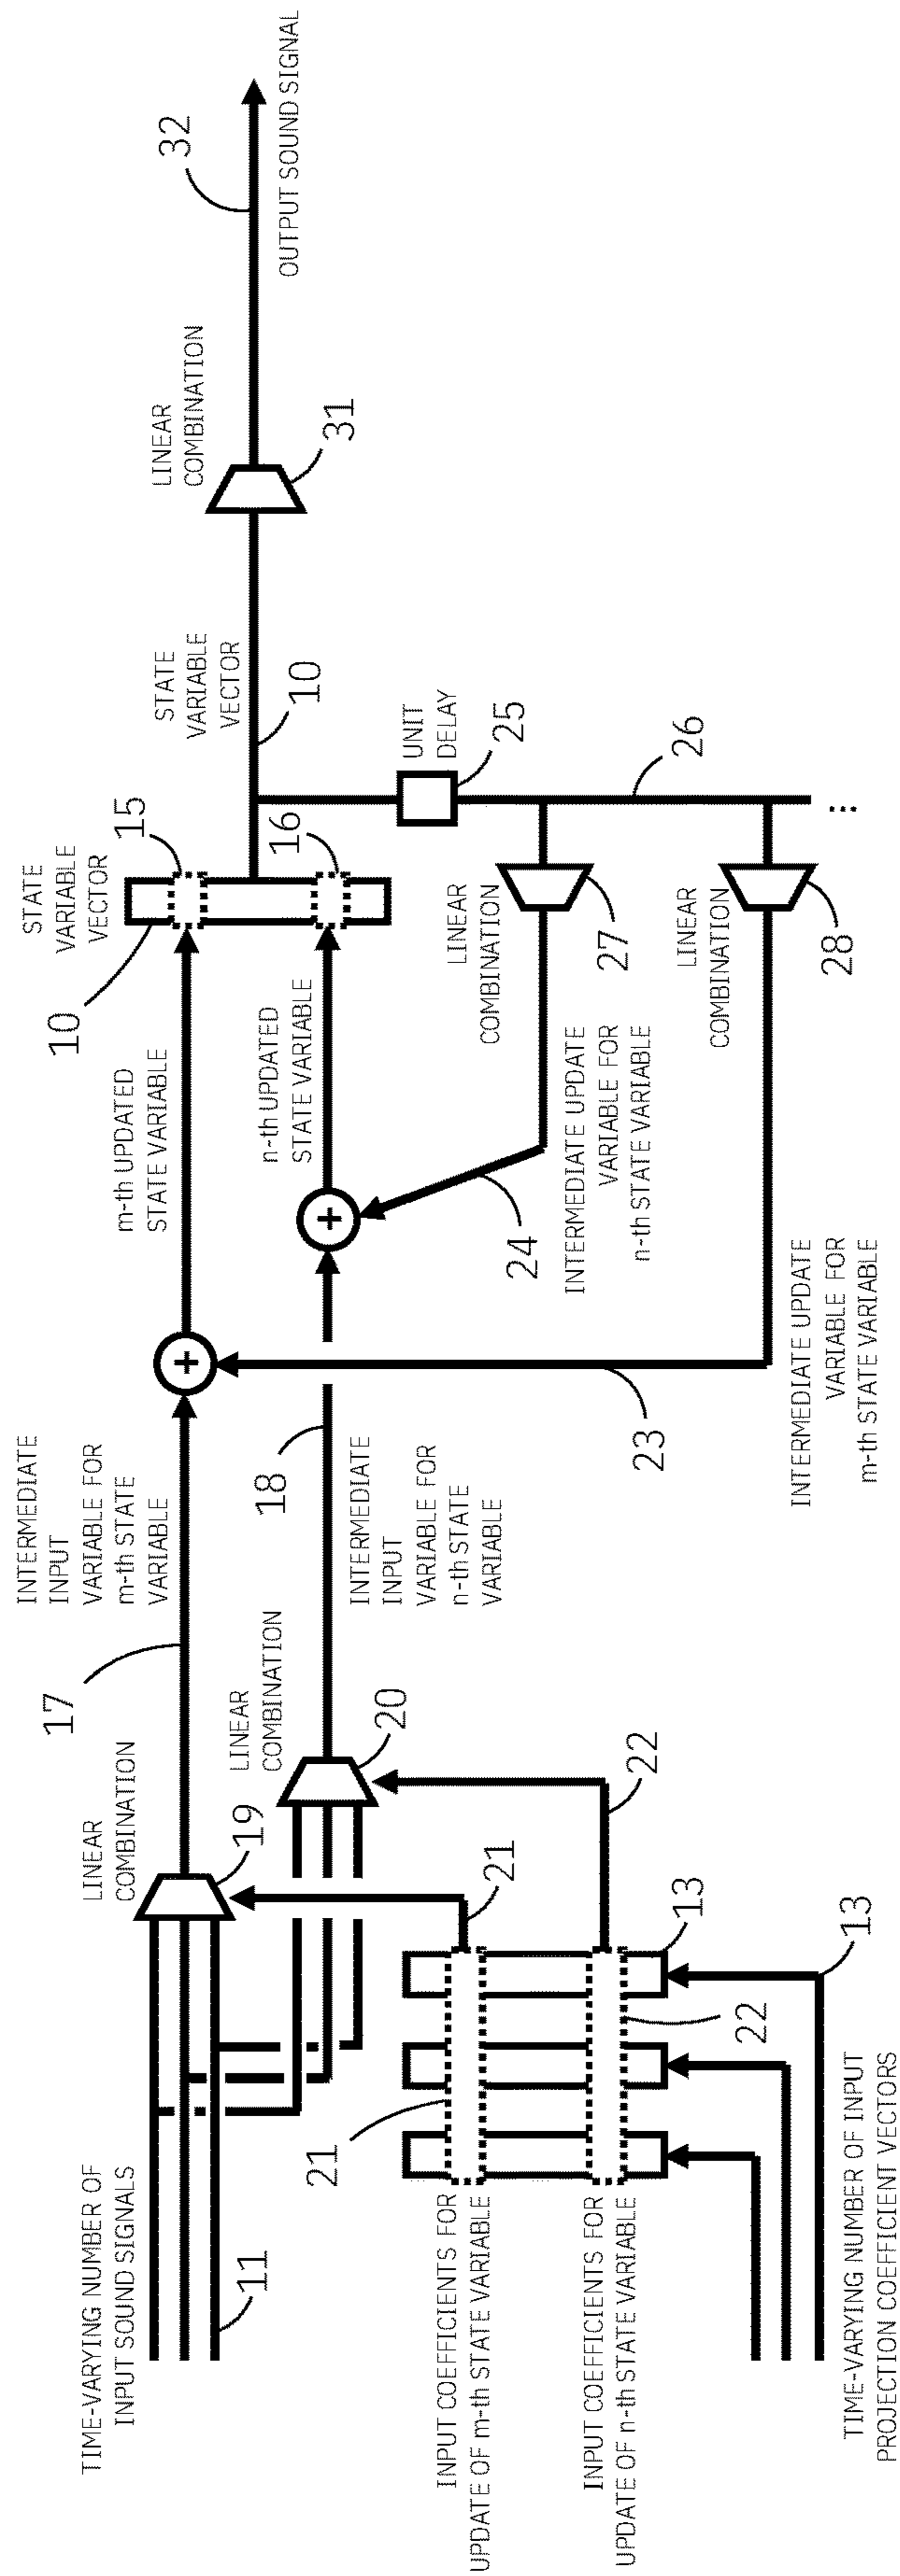 TIME-VARYING NUMBER OF
INPUT SOUND SIGNALS
11
LINEAR
COMBINATION
19
17
INTERMEDIATE
INPUT
VARIABLE FOR
m-th STATE
VARIABLE
m-th UPDATED
STATE VARIABLE
10
STATE
VARIABLE
VECTOR
15
16
STATE
VARIABLE
VECTOR
10
LINEAR
COMBINATION
31
32
OUTPUT SOUND SIGNAL
LINEAR
COMBINATION
20
18
INTERMEDIATE
INPUT
VARIABLE FOR
n-th STATE
VARIABLE
n-th UPDATED
STATE VARIABLE
UNIT
DELAY
25
26
...
LINEAR
COMBINATION
27
24
INTERMEDIATE UPDATE
VARIABLE FOR
n-th STATE VARIABLE
LINEAR
COMBINATION
28
23
INTERMEDIATE UPDATE
VARIABLE FOR
m-th STATE VARIABLE
INPUT COEFFICIENTS FOR
UPDATE OF m-th STATE VARIABLE
21
21
INPUT COEFFICIENTS FOR
UPDATE OF n-th STATE VARIABLE
22
22
13
13
TIME-VARYING NUMBER OF INPUT
PROJECTION COEFFICIENT VECTORS